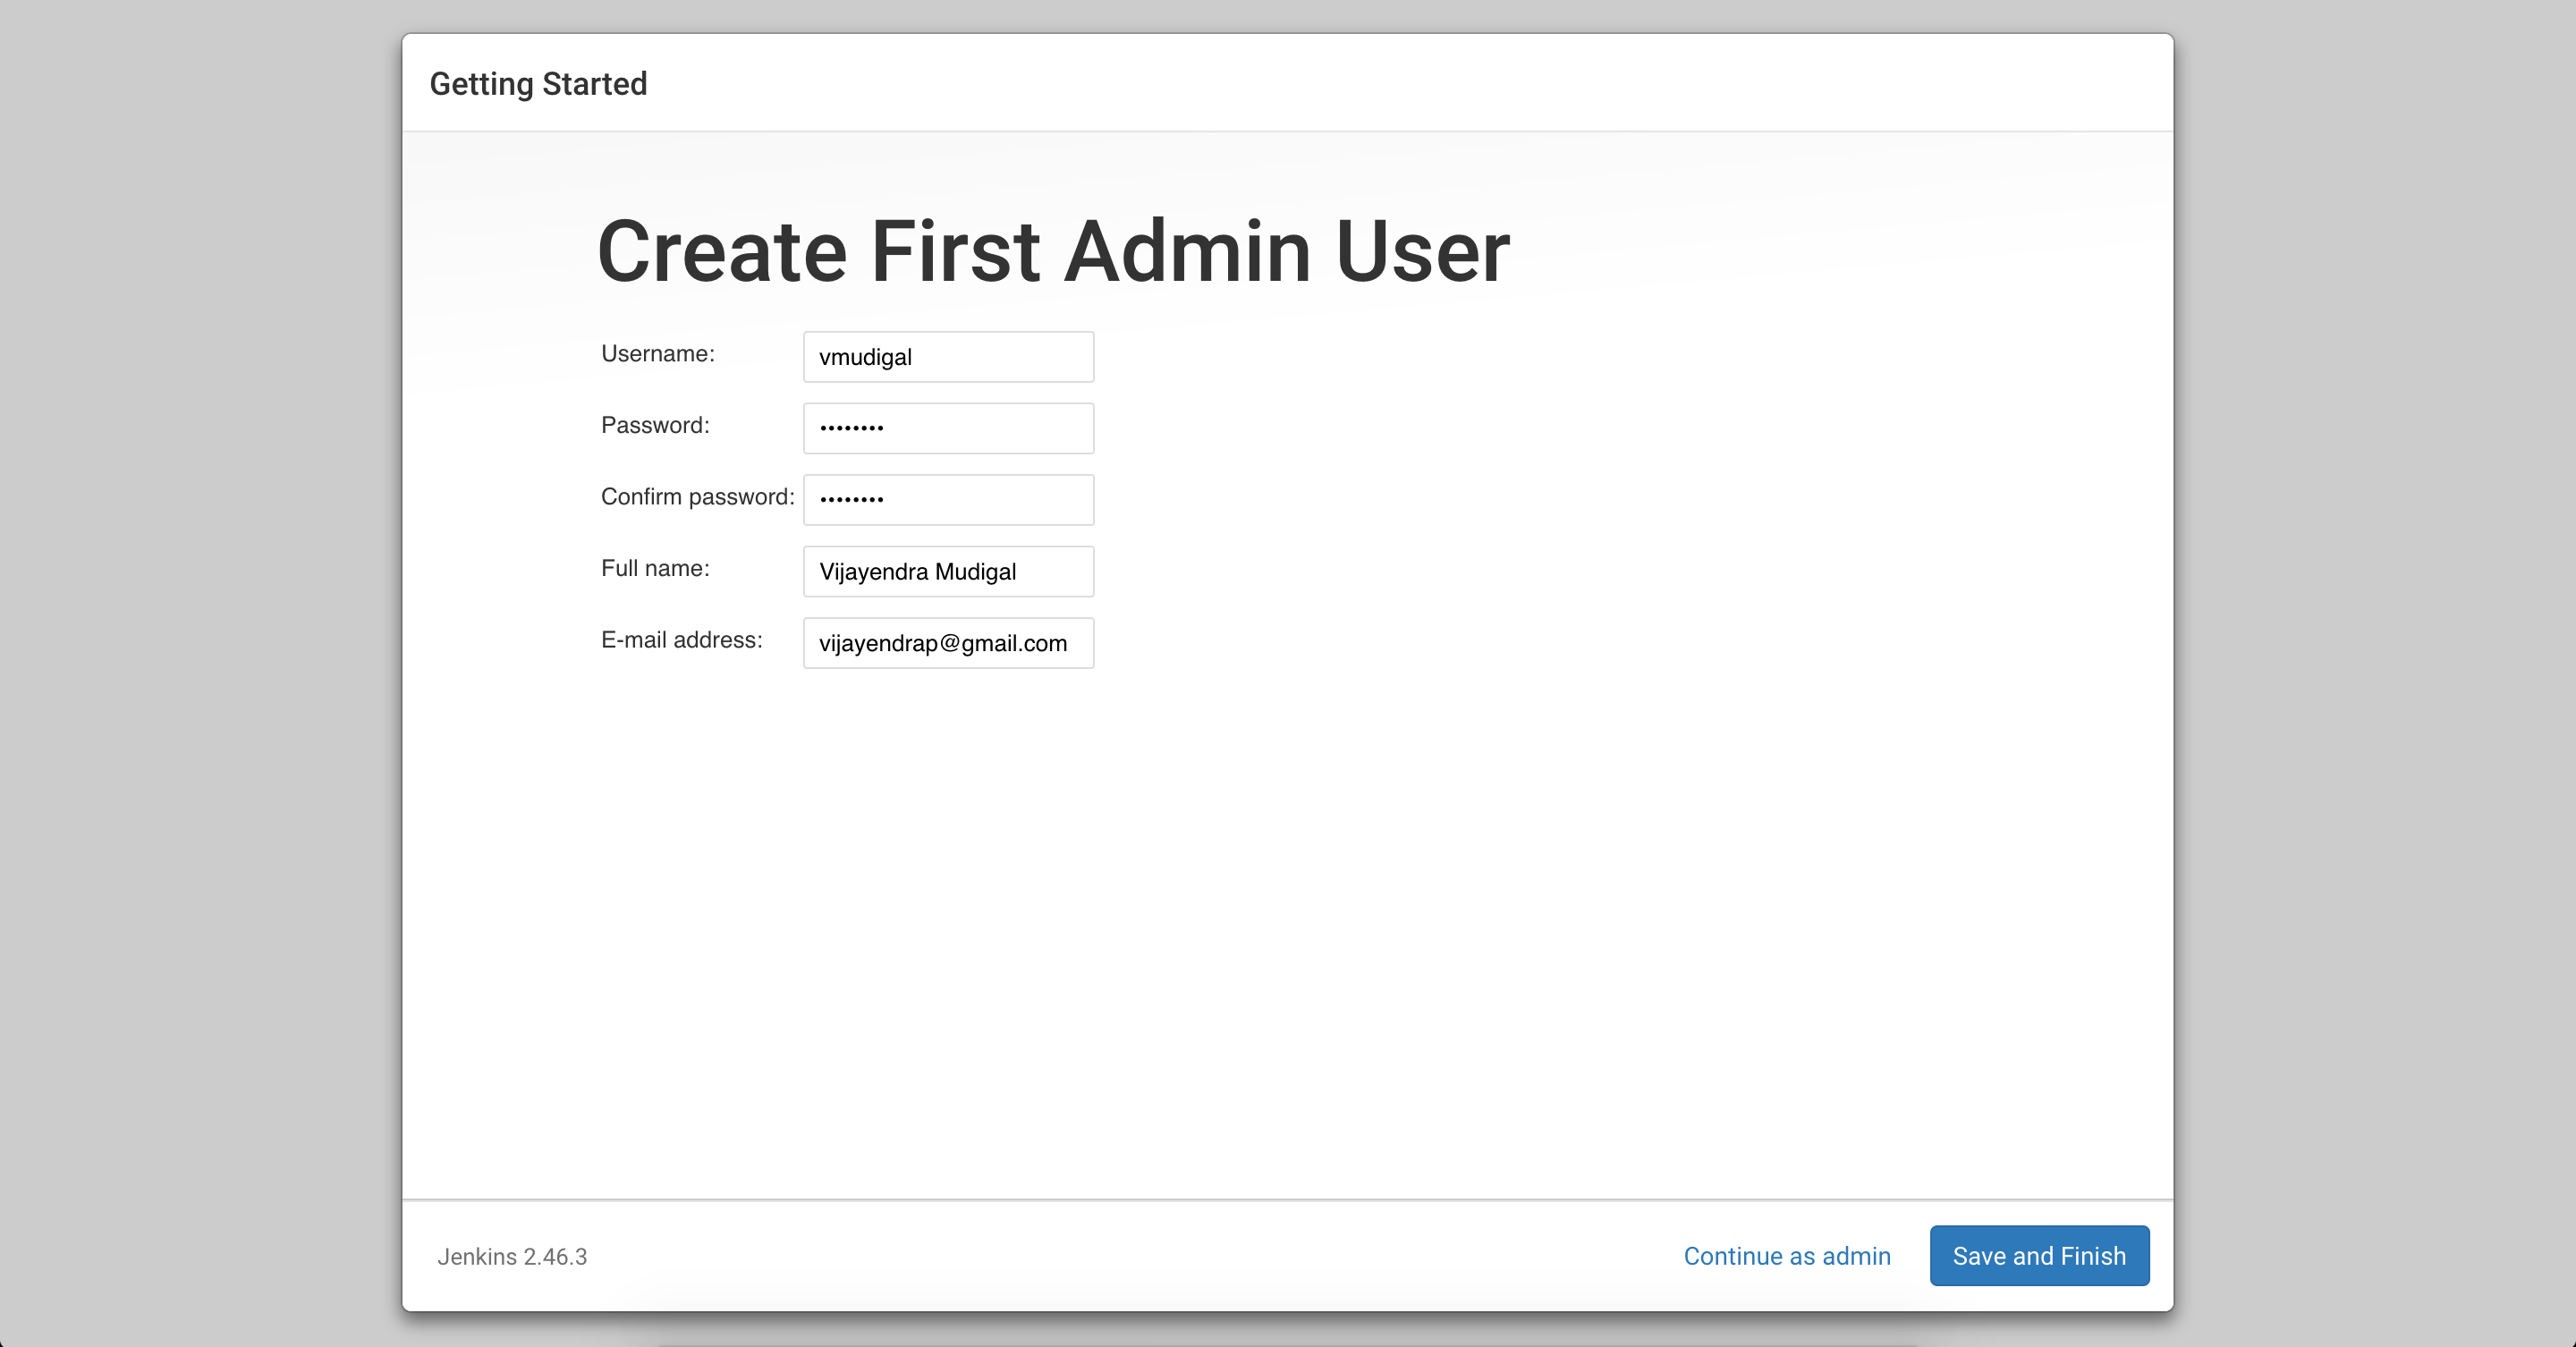 Getting Started
Create First Admin User
Username: vmudigal
Password: ••••••••
Confirm password: ••••••••
Full name: Vijayendra Mudigal
E-mail address: vijayendrap@gmail.com
Jenkins 2.46.3 Continue as admin Save and Finish